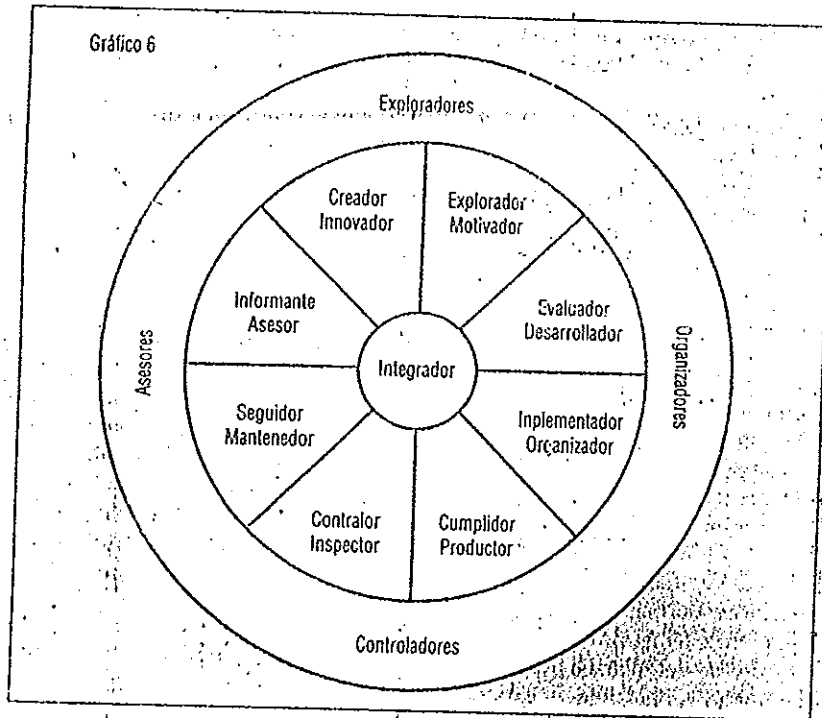 Gráfico 6
Exploradores
Creador
Innovador
Explorador
Motivador
Informante
Asesor
Evaluador
Desarrollador
Asesores
Integrador
Organizadores
Seguidor
Mantenedor
Inplementador
Organizador
Contralor
Inspector
Cumplidor
Productor
Controladores